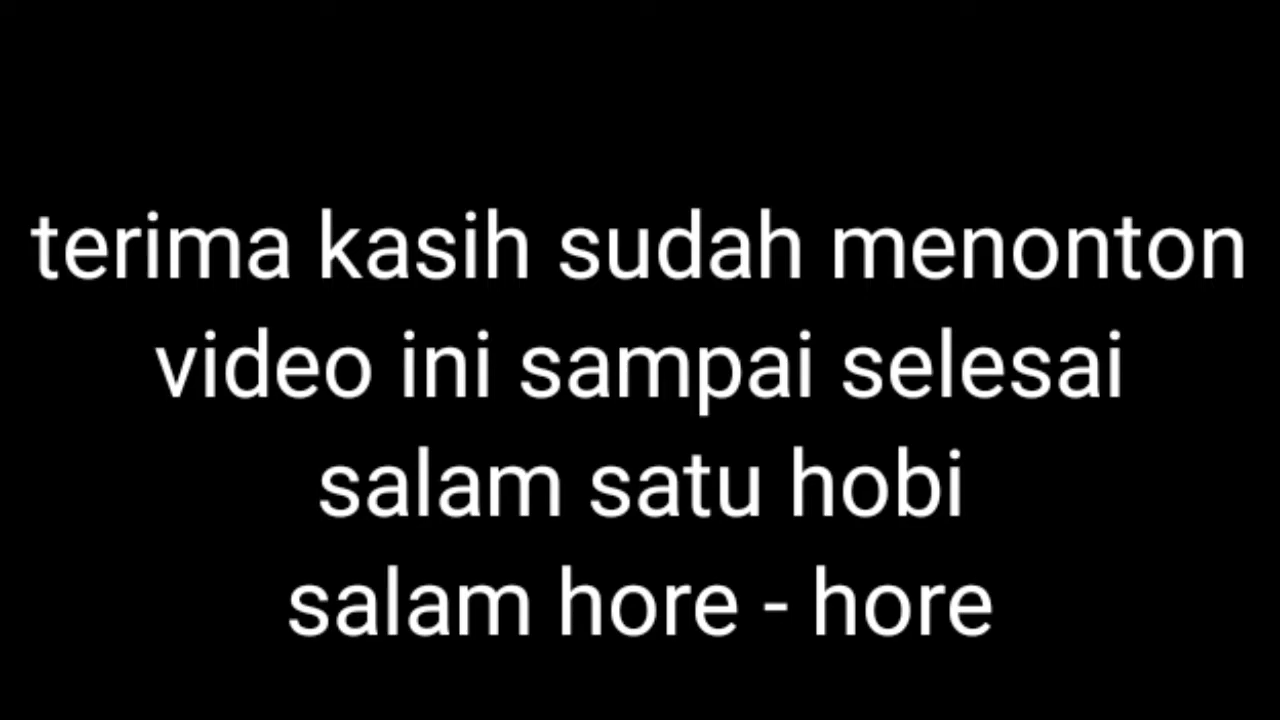 terima kasih sudah menonton
video ini sampai selesai
salam satu hobi
salam hore - hore